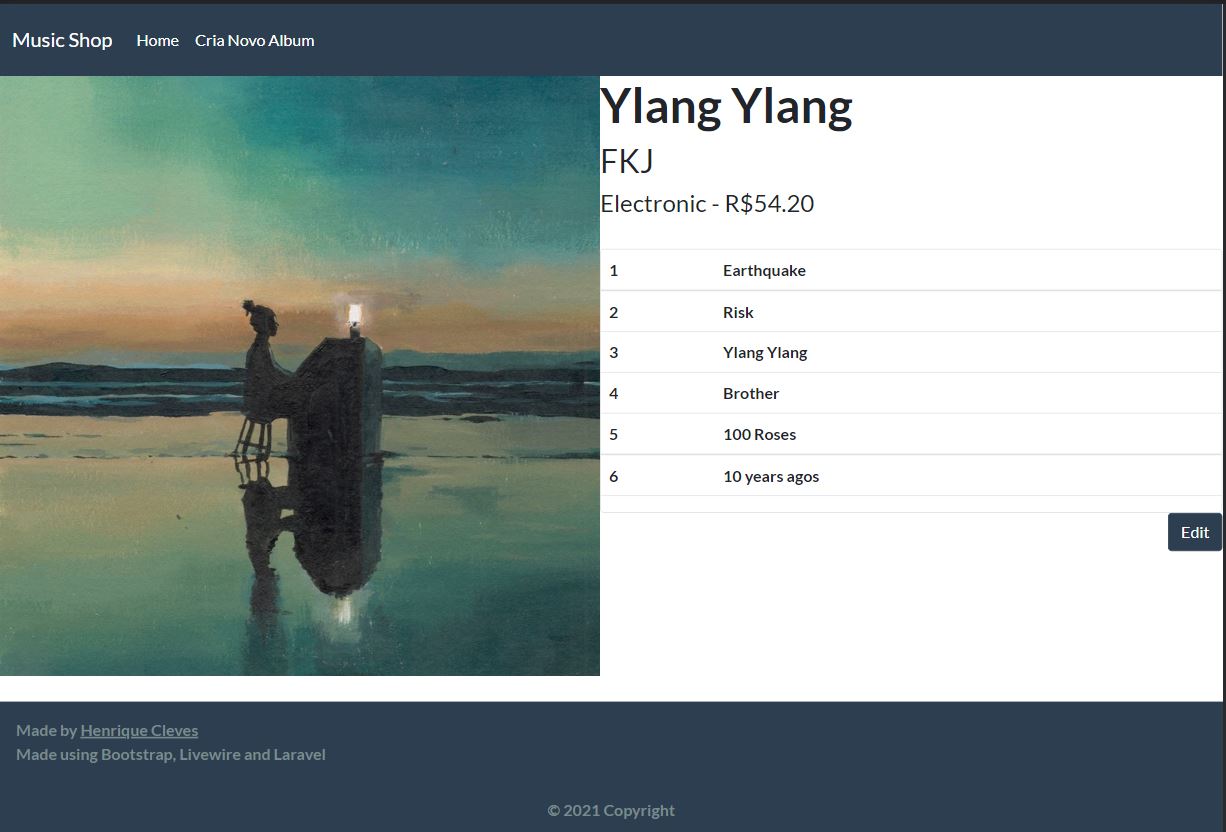 Music Shop Home Cria Novo Album
Ylang Ylang
FKJ
Electronic - R$54.20
1 Earthquake
2 Risk
3 Ylang Ylang
4 Brother
5 100 Roses
6 10 years agos
Edit
Made by Henrique Cleves
Made using Bootstrap, Livewire and Laravel
© 2021 Copyright